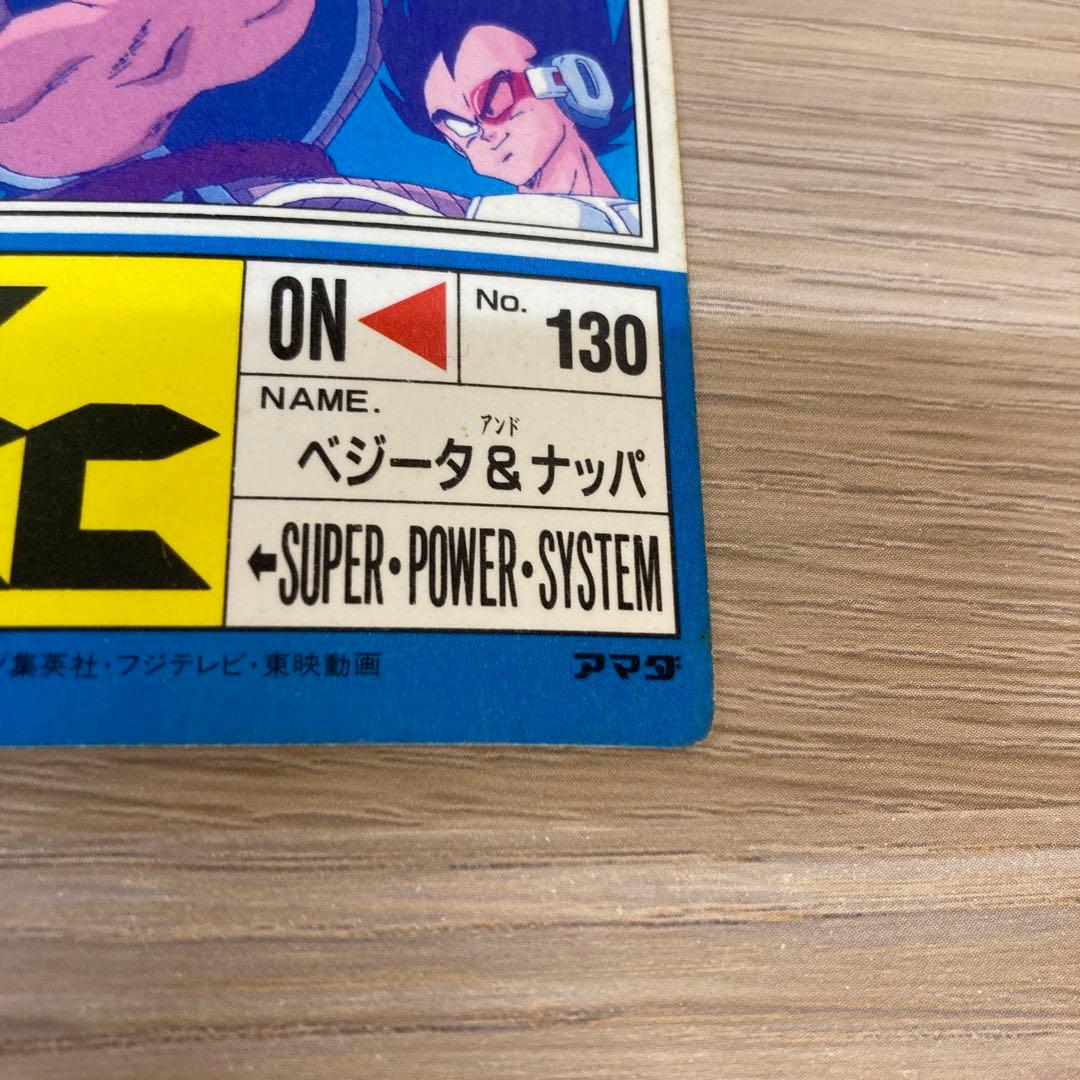 ON
No.
130
NAME.
アンド
ベジータ&ナッパ
←SUPER・POWER・SYSTEM
/集英社・フジテレビ・東映動画
アマダ